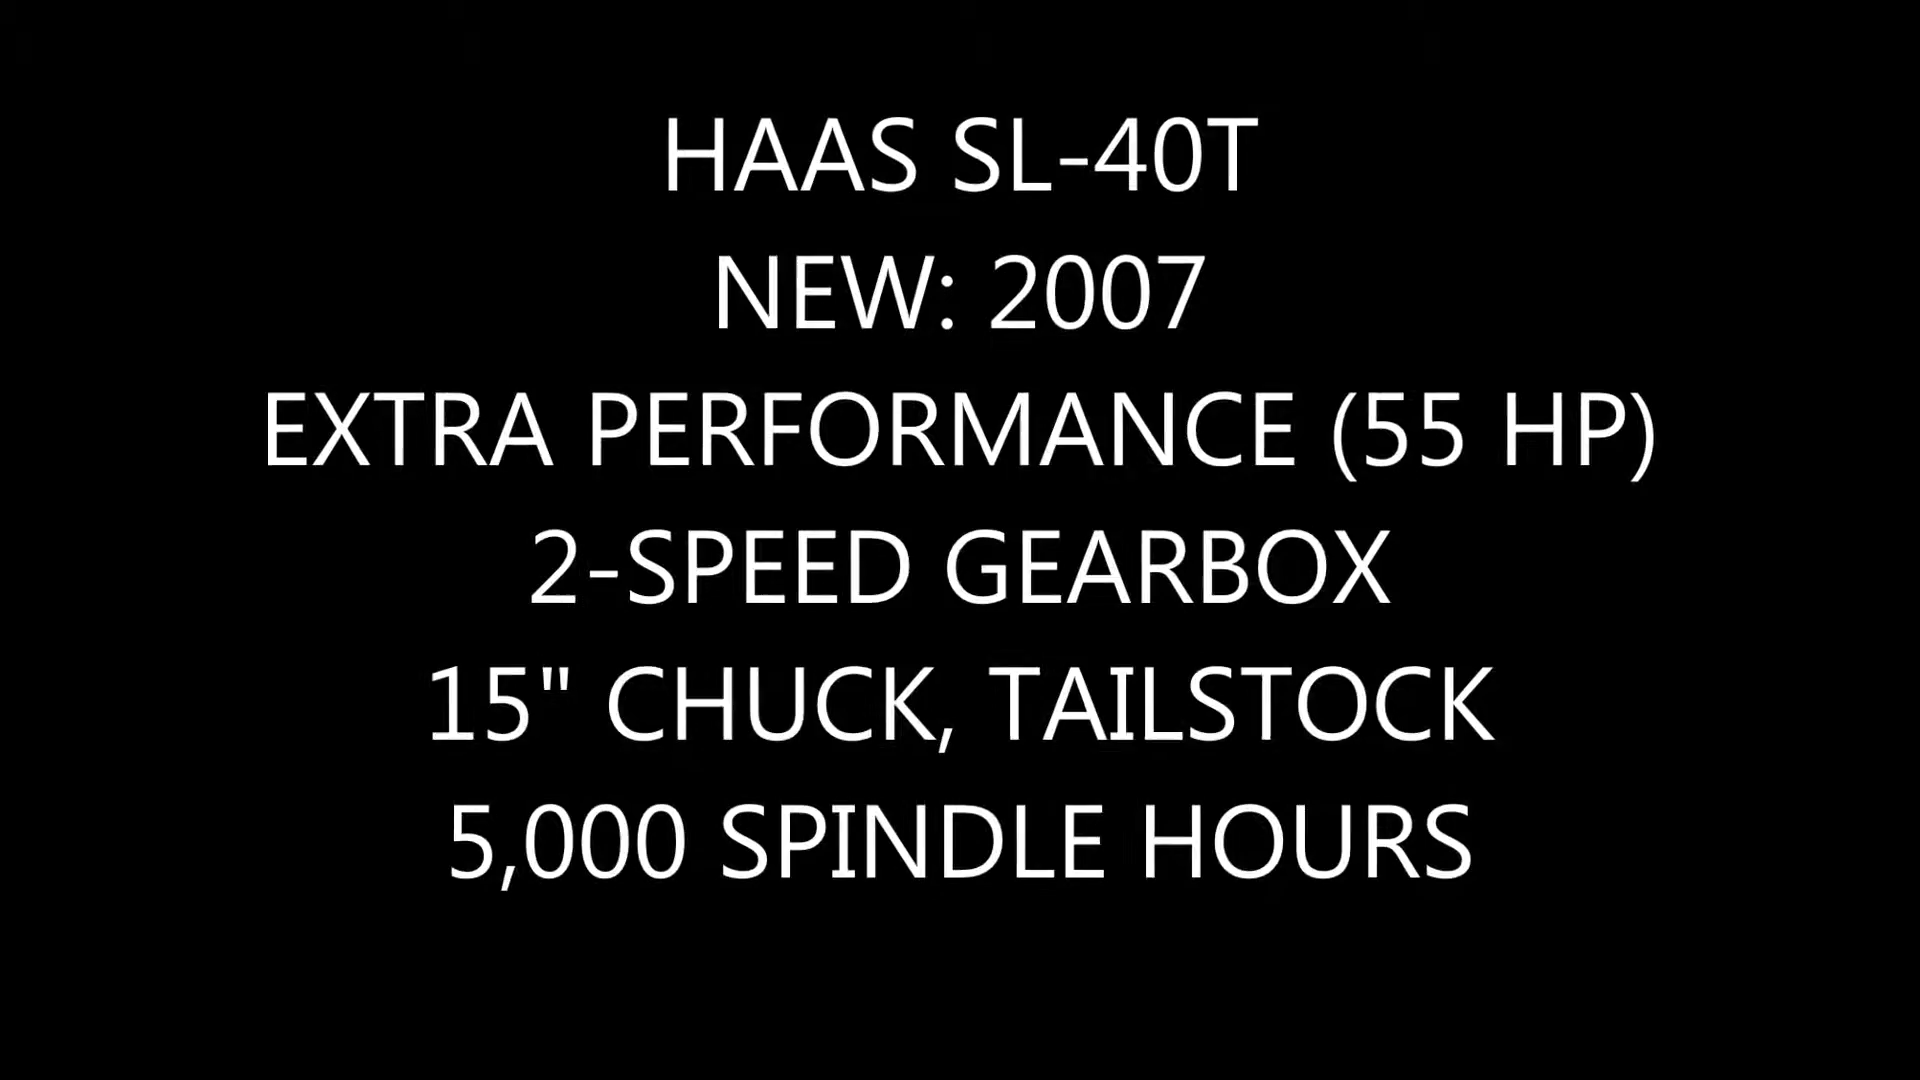 HAAS SL-40T
NEW: 2007
EXTRA PERFORMANCE (55 HP)
2-SPEED GEARBOX
15" CHUCK, TAILSTOCK
5,000 SPINDLE HOURS